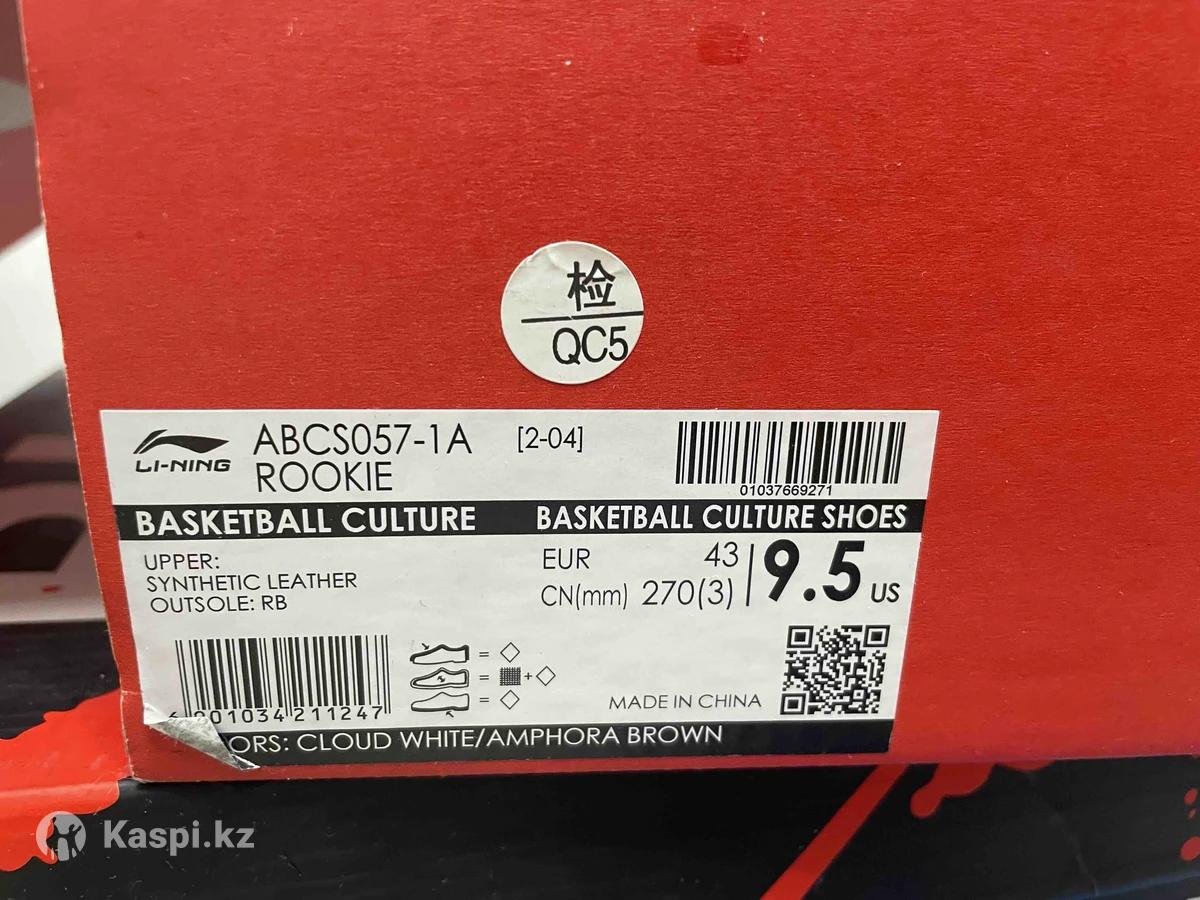 检
QC5
LI-NING
ABCS057-1A [2-04]
ROOKIE
01037669271
BASKETBALL CULTURE BASKETBALL CULTURE SHOES
UPPER:
SYNTHETIC LEATHER
OUTSOLE: RB
EUR 43
CN(mm) 270(3)
9.5 US
01034 211247
MADE IN CHINA
ORS: CLOUD WHITE/AMPHORA BROWN
Kaspi.kz